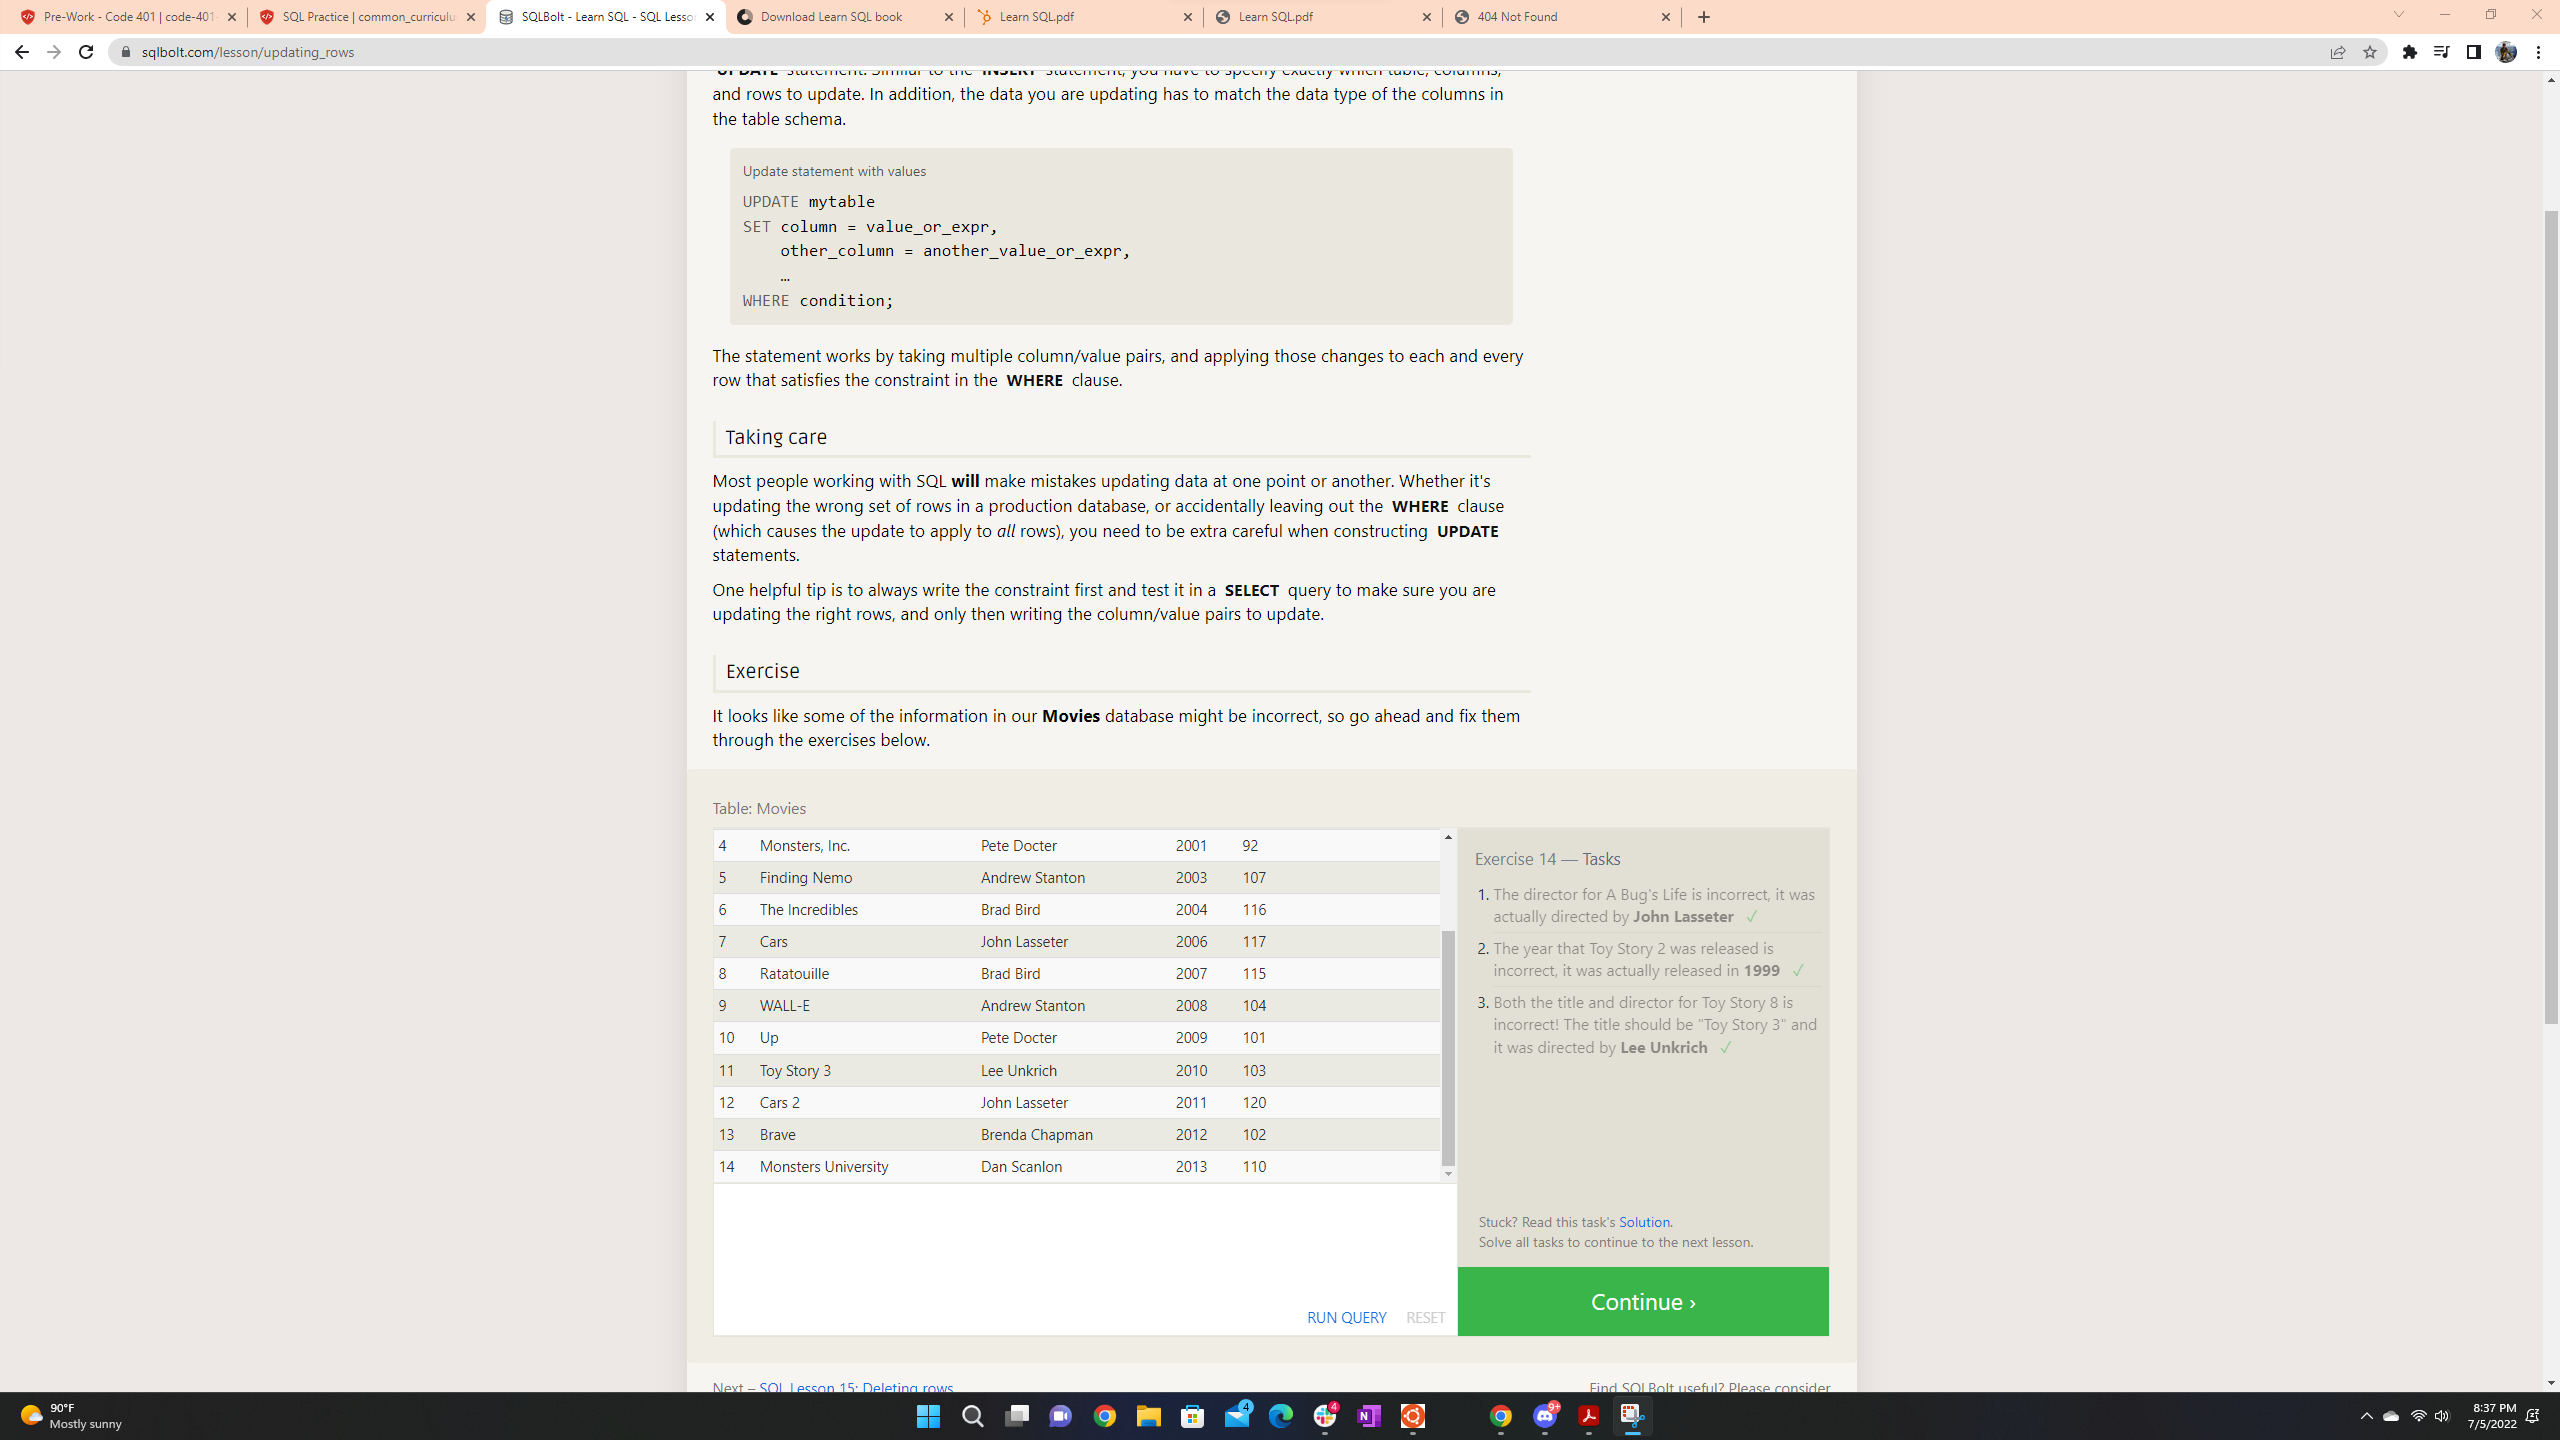 Pre-Work - Code 401 | code-401-
SQL Practice | common_curriculu
SQLBolt - Learn SQL - SQL Lesso
Download Learn SQL book
Learn SQL.pdf
Learn SQL.pdf
404 Not Found
sqlbolt.com/lesson/updating_rows
UPDATE statement. Similar to the INSERT statement, you have to specify exactly which table, columns,
and rows to update. In addition, the data you are updating has to match the data type of the columns in
the table schema.
Update statement with values
UPDATE mytable
SET column = value_or_expr,
other_column = another_value_or_expr,
…
WHERE condition;
The statement works by taking multiple column/value pairs, and applying those changes to each and every
row that satisfies the constraint in the WHERE clause.
Taking care
Most people working with SQL will make mistakes updating data at one point or another. Whether it's
updating the wrong set of rows in a production database, or accidentally leaving out the WHERE clause
(which causes the update to apply to all rows), you need to be extra careful when constructing UPDATE
statements.
One helpful tip is to always write the constraint first and test it in a SELECT query to make sure you are
updating the right rows, and only then writing the column/value pairs to update.
Exercise
It looks like some of the information in our Movies database might be incorrect, so go ahead and fix them
through the exercises below.
Table: Movies
4 Monsters, Inc. Pete Docter 2001 92
5 Finding Nemo Andrew Stanton 2003 107
6 The Incredibles Brad Bird 2004 116
7 Cars John Lasseter 2006 117
8 Ratatouille Brad Bird 2007 115
9 WALL-E Andrew Stanton 2008 104
10 Up Pete Docter 2009 101
11 Toy Story 3 Lee Unkrich 2010 103
12 Cars 2 John Lasseter 2011 120
13 Brave Brenda Chapman 2012 102
14 Monsters University Dan Scanlon 2013 110
RUN QUERY RESET
Exercise 14 — Tasks
1. The director for A Bug's Life is incorrect, it was
actually directed by John Lasseter ✓
2. The year that Toy Story 2 was released is
incorrect, it was actually released in 1999 ✓
3. Both the title and director for Toy Story 8 is
incorrect! The title should be "Toy Story 3" and
it was directed by Lee Unkrich ✓
Stuck? Read this task's Solution.
Solve all tasks to continue to the next lesson.
Continue ›
Next – SQL Lesson 15: Deleting rows
Find SQLBolt useful? Please consider
90°F
Mostly sunny
4
4
9+
8:37 PM
7/5/2022